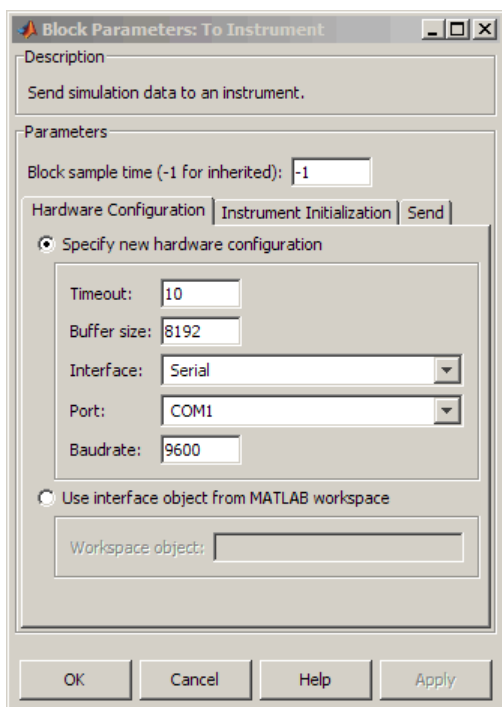 Block Parameters: To Instrument
Description
Send simulation data to an instrument.
Parameters
Block sample time (-1 for inherited): -1
Hardware Configuration Instrument Initialization Send
Specify new hardware configuration
Timeout: 10
Buffer size: 8192
Interface: Serial
Port: COM1
Baudrate: 9600
Use interface object from MATLAB workspace
Workspace object:
OK Cancel Help Apply